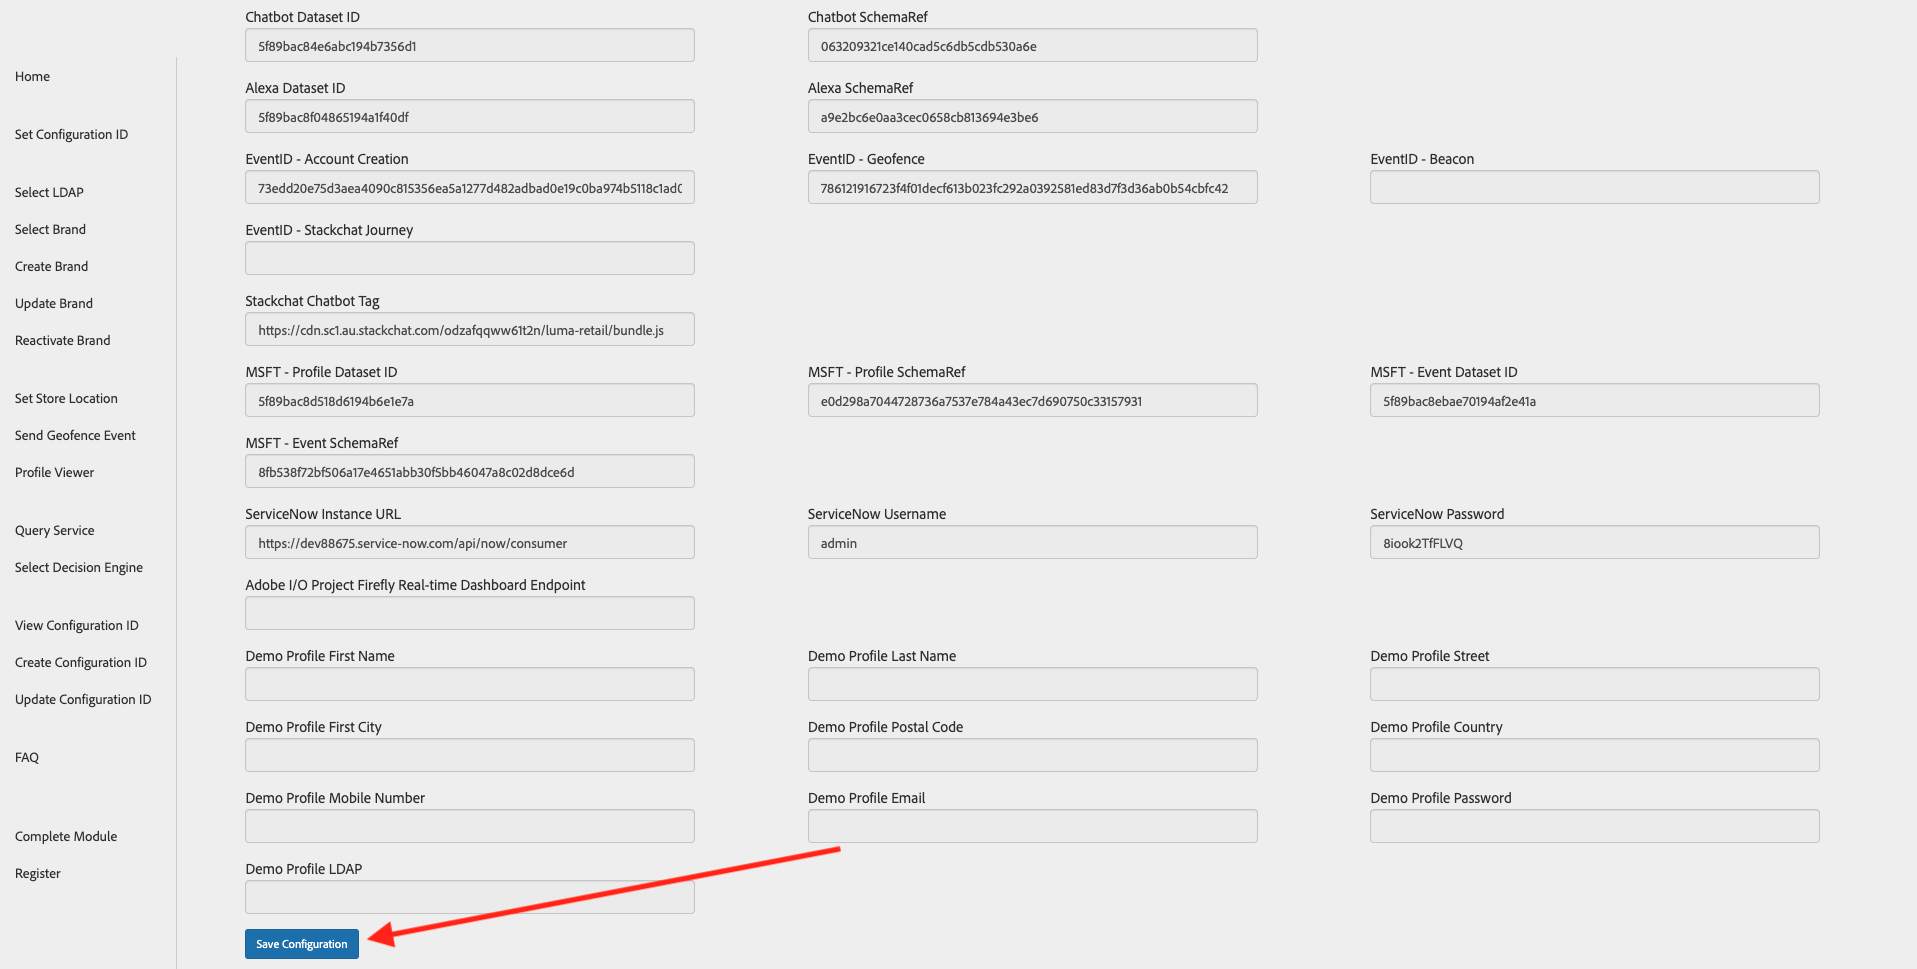 Home
Set Configuration ID
Select LDAP
Select Brand
Create Brand
Update Brand
Reactivate Brand
Set Store Location
Send Geofence Event
Profile Viewer
Query Service
Select Decision Engine
View Configuration ID
Create Configuration ID
Update Configuration ID
FAQ
Complete Module
Register
Chatbot Dataset ID
5f89bac84e6abc194b7356d1
Chatbot SchemaRef
063209321ce140cad5c6db5cdb530a6e
Alexa Dataset ID
5f89bac8f04865194a1f40df
Alexa SchemaRef
a9e2bc6e0aa3cec0658cb813694e3be6
EventID - Account Creation
73edd20e75d3aea4090c815356ea5a1277d482adbad0e19c0ba974b5118c1ad0
EventID - Geofence
786121916723f4f01decf613b023fc292a0392581ed83d7f3d36ab0b54cbfc42
EventID - Beacon
EventID - Stackchat Journey
Stackchat Chatbot Tag
https://cdn.sc1.au.stackchat.com/odzafqqww61t2n/luma-retail/bundle.js
MSFT - Profile Dataset ID
5f89bac8d518d6194b6e1e7a
MSFT - Profile SchemaRef
e0d298a7044728736a7537e784a43ec7d690750c33157931
MSFT - Event Dataset ID
5f89bac8ebae70194af2e41a
MSFT - Event SchemaRef
8fb538f72bf506a17e4651abb30f5bb46047a8c02d8dce6d
ServiceNow Instance URL
https://dev88675.service-now.com/api/now/consumer
ServiceNow Username
admin
ServiceNow Password
8iook2TfFLVQ
Adobe I/O Project Firefly Real-time Dashboard Endpoint
Demo Profile First Name
Demo Profile Last Name
Demo Profile Street
Demo Profile First City
Demo Profile Postal Code
Demo Profile Country
Demo Profile Mobile Number
Demo Profile Email
Demo Profile Password
Demo Profile LDAP
Save Configuration